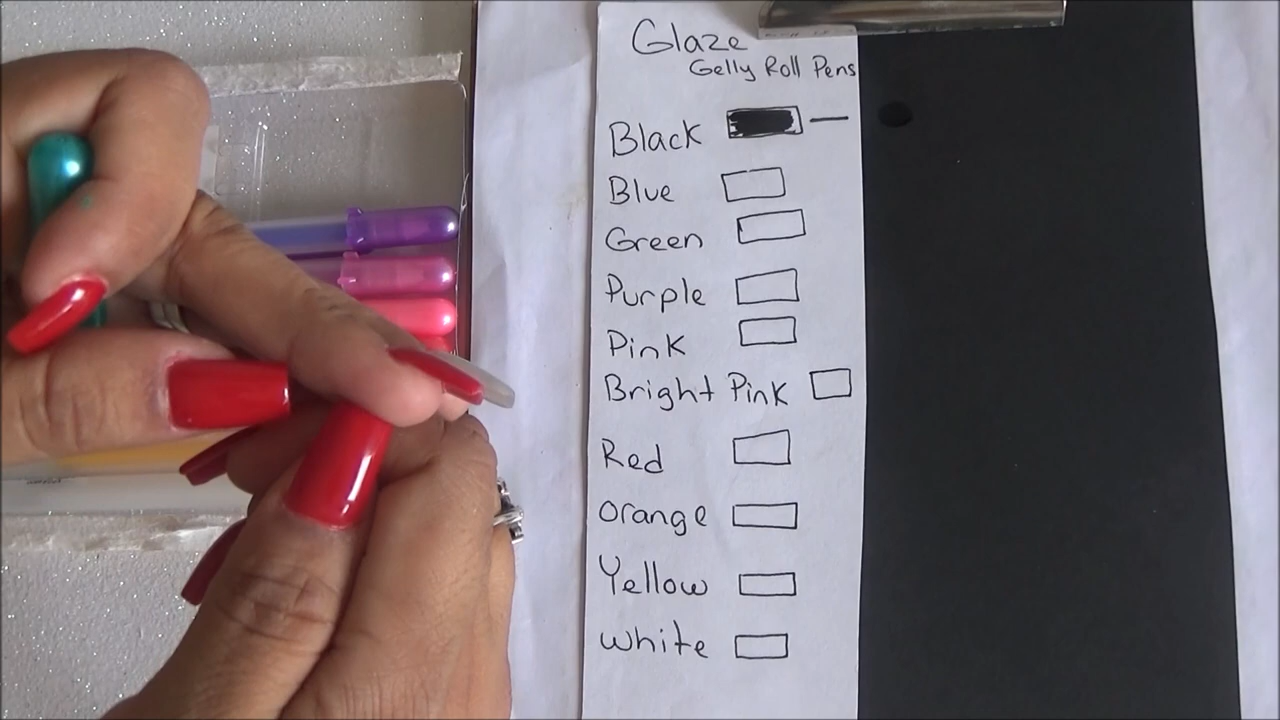 Glaze
Gelly Roll Pens
Black
Blue
Green
Purple
Pink
Bright Pink
Red
Orange
Yellow
White